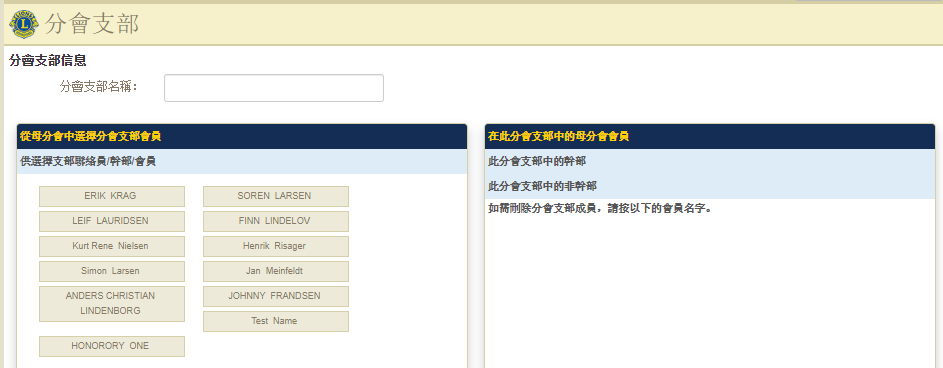 分會支部
分會支部信息
分會支部名稱：
從母分會中選擇分會支部會員
供選擇支部聯絡員/幹部/會員
ERIK KRAG
SOREN LARSEN
LEIF LAURIDSEN
FINN LINDELOV
Kurt Rene Nielsen
Henrik Risager
Simon Larsen
Jan Meinfeldt
ANDERS CHRISTIAN
LINDENBORG
JOHNNY FRANDSEN
Test Name
HONORORY ONE
在此分會支部中的母分會會員
此分會支部中的幹部
此分會支部中的非幹部
如需刪除分會支部成員，請按以下的會員名字。